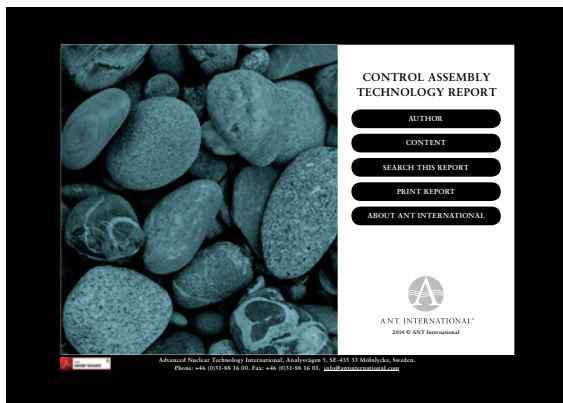 CONTROL ASSEMBLY
TECHNOLOGY REPORT
AUTHOR
CONTENT
SEARCH THIS REPORT
PRINT REPORT
ABOUT ANT INTERNATIONAL
A.N.T. INTERNATIONAL®
2014 © ANT International
Advanced Nuclear Technology International, Analysvägen 5, SE-435 33 Mölnlycke, Sweden.
Phone: +46 (0)31-88 16 00. Fax: +46 (0)31-88 16 01. info@antinternational.com